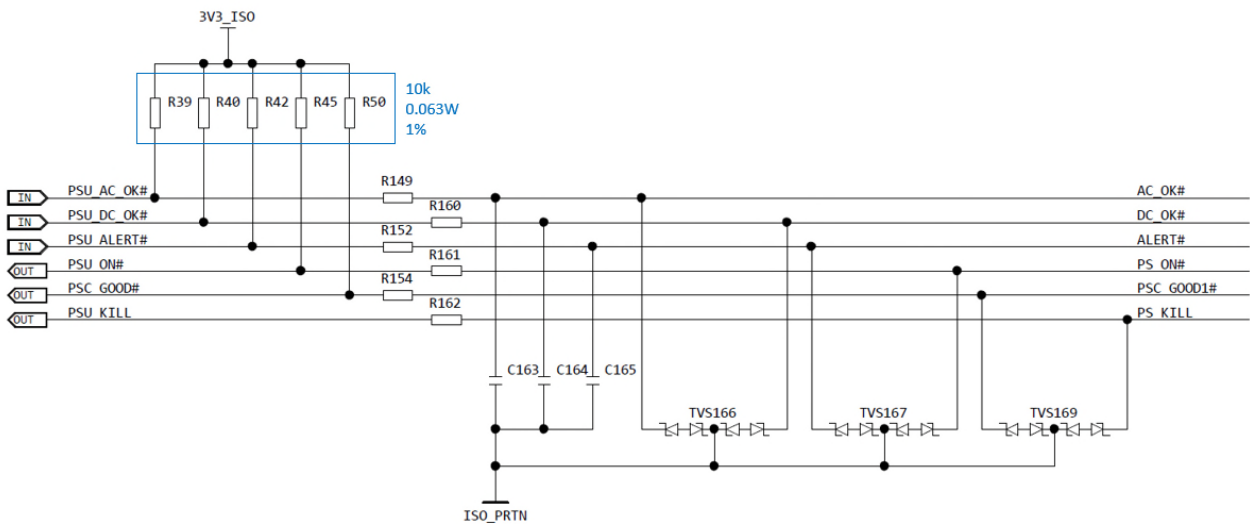 3V3_ISO
R39
R40
R42
R45
R50
10k
0.063W
1%
IN PSU_AC_OK# R149 AC_OK#
IN PSU_DC_OK# R160 DC_OK#
IN PSU_ALERT# R152 ALERT#
OUT PSU_ON# R161 PS_ON#
OUT PSC_GOOD# R154 PSC_GOOD1#
OUT PSU_KILL R162 PS_KILL
C163
C164
C165
TVS166
TVS167
TVS169
ISO_PRTN